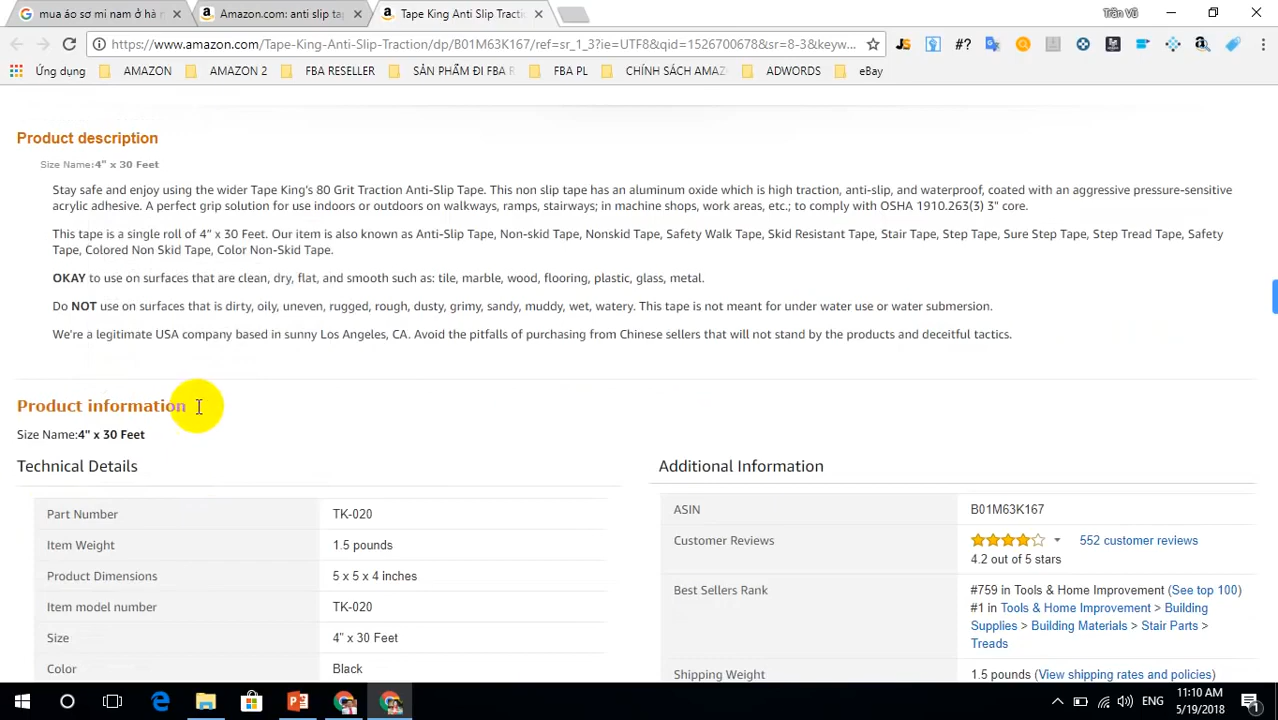 mua áo sơ mi nam ở hà n
Amazon.com: anti slip tap
Tape King Anti Slip Tracti
Trần Vũ
https://www.amazon.com/Tape-King-Anti-Slip-Traction/dp/B01M63K167/ref=sr_1_3?ie=UTF8&qid=1526700678&sr=8-3&keyw...
Ứng dụng
AMAZON
AMAZON 2
FBA RESELLER
SẢN PHẨM ĐI FBA R
FBA PL
CHÍNH SÁCH AMAZ
ADWORDS
eBay
Product description
Size Name:4" x 30 Feet
Stay safe and enjoy using the wider Tape King's 80 Grit Traction Anti-Slip Tape. This non slip tape has an aluminum oxide which is high traction, anti-slip, and waterproof, coated with an aggressive pressure-sensitive
acrylic adhesive. A perfect grip solution for use indoors or outdoors on walkways, ramps, stairways; in machine shops, work areas, etc.; to comply with OSHA 1910.263(3) 3" core.
This tape is a single roll of 4" x 30 Feet. Our item is also known as Anti-Slip Tape, Non-skid Tape, Nonskid Tape, Safety Walk Tape, Skid Resistant Tape, Stair Tape, Step Tape, Sure Step Tape, Step Tread Tape, Safety
Tape, Colored Non Skid Tape, Color Non-Skid Tape.
OKAY to use on surfaces that are clean, dry, flat, and smooth such as: tile, marble, wood, flooring, plastic, glass, metal.
Do NOT use on surfaces that is dirty, oily, uneven, rugged, rough, dusty, grimy, sandy, muddy, wet, watery. This tape is not meant for under water use or water submersion.
We're a legitimate USA company based in sunny Los Angeles, CA. Avoid the pitfalls of purchasing from Chinese sellers that will not stand by the products and deceitful tactics.
Product information
Size Name:4" x 30 Feet
Technical Details
Part Number TK-020
Item Weight 1.5 pounds
Product Dimensions 5 x 5 x 4 inches
Item model number TK-020
Size 4" x 30 Feet
Color Black
Additional Information
ASIN B01M63K167
Customer Reviews 552 customer reviews
4.2 out of 5 stars
Best Sellers Rank #759 in Tools & Home Improvement (See top 100)
#1 in Tools & Home Improvement > Building
Supplies > Building Materials > Stair Parts >
Treads
Shipping Weight 1.5 pounds (View shipping rates and policies)
ENG
11:10 AM
5/19/2018